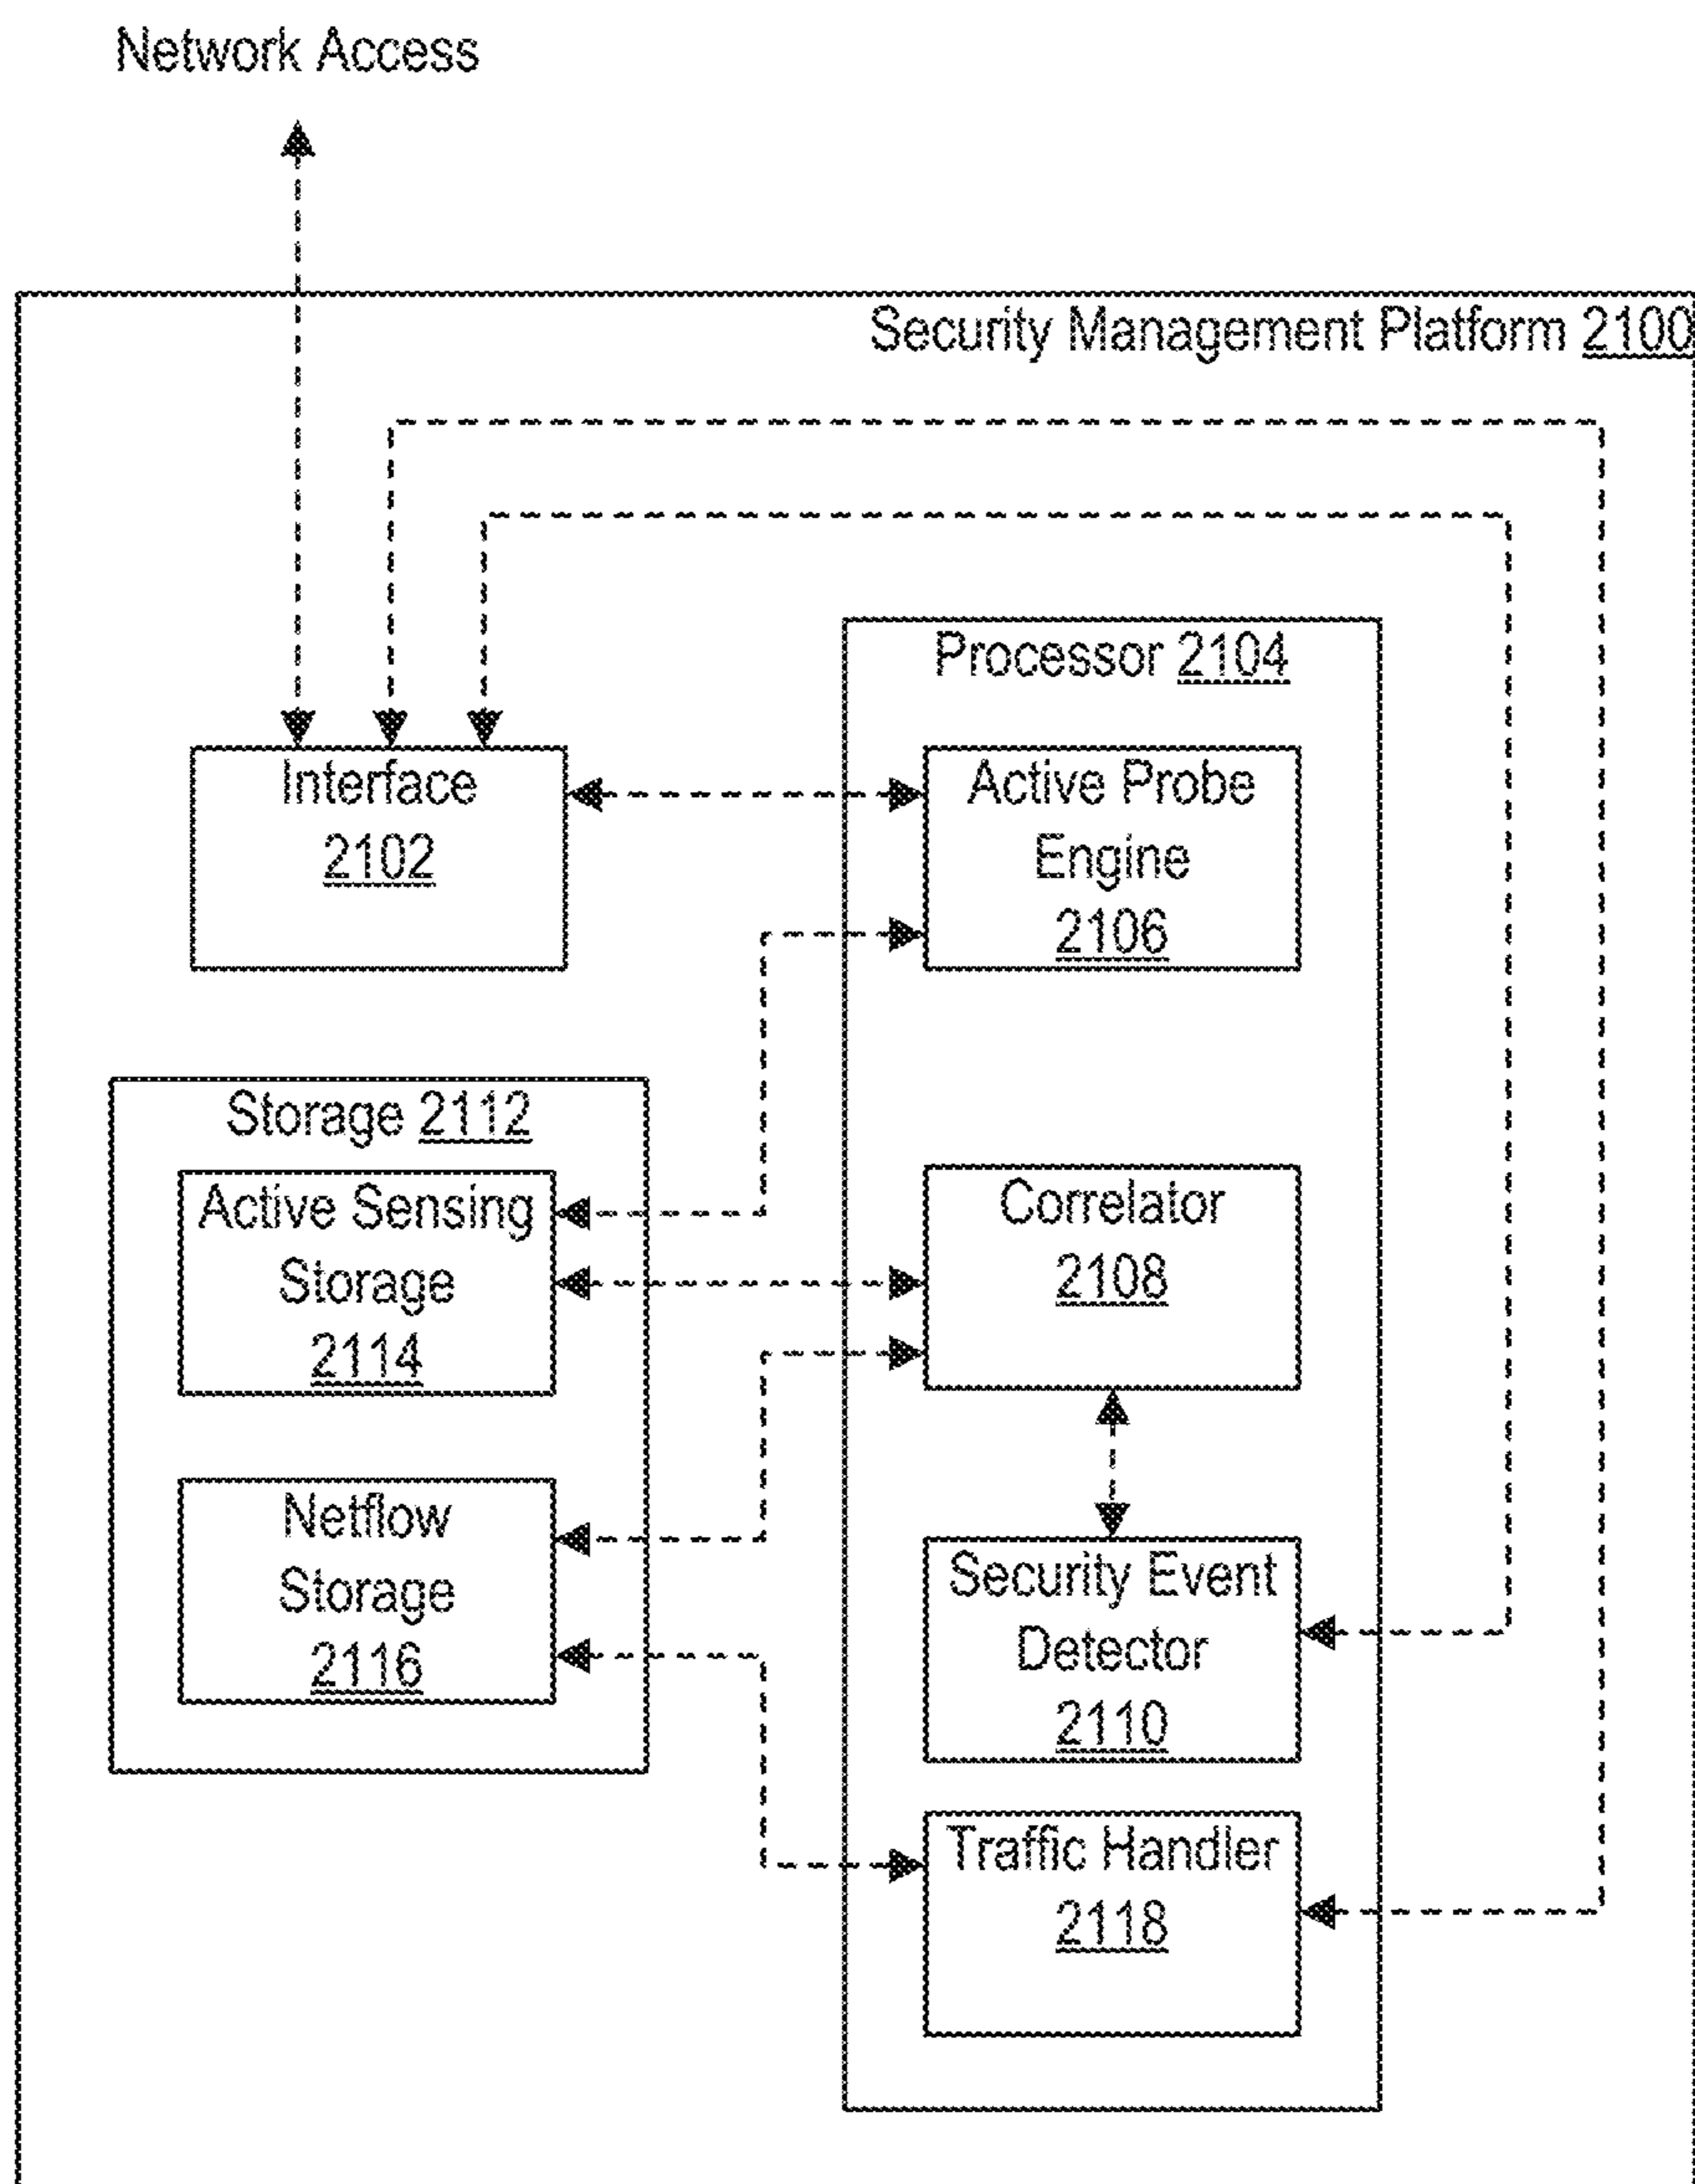 Network Access
Security Management Platform 2100
Processor 2104
Interface
2102
Active Probe
Engine
2106
Storage 2112
Active Sensing
Storage
2114
Correlator
2108
Netflow
Storage
2116
Security Event
Detector
2110
Traffic Handler
2118